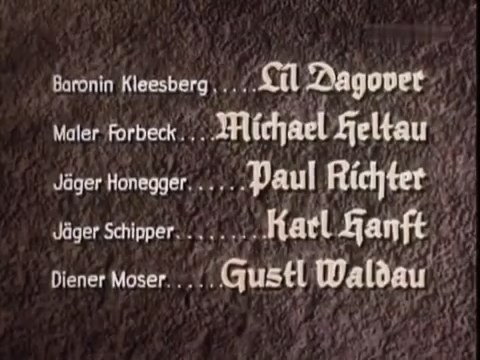 Baronin Kleesberg.....Lil Dagover
Maler Forbeck....Michael Heltau
Jäger Honegger......Paul Richter
Jäger Schipper.........Karl Hanft
Diener Moser......Gustl Waldau